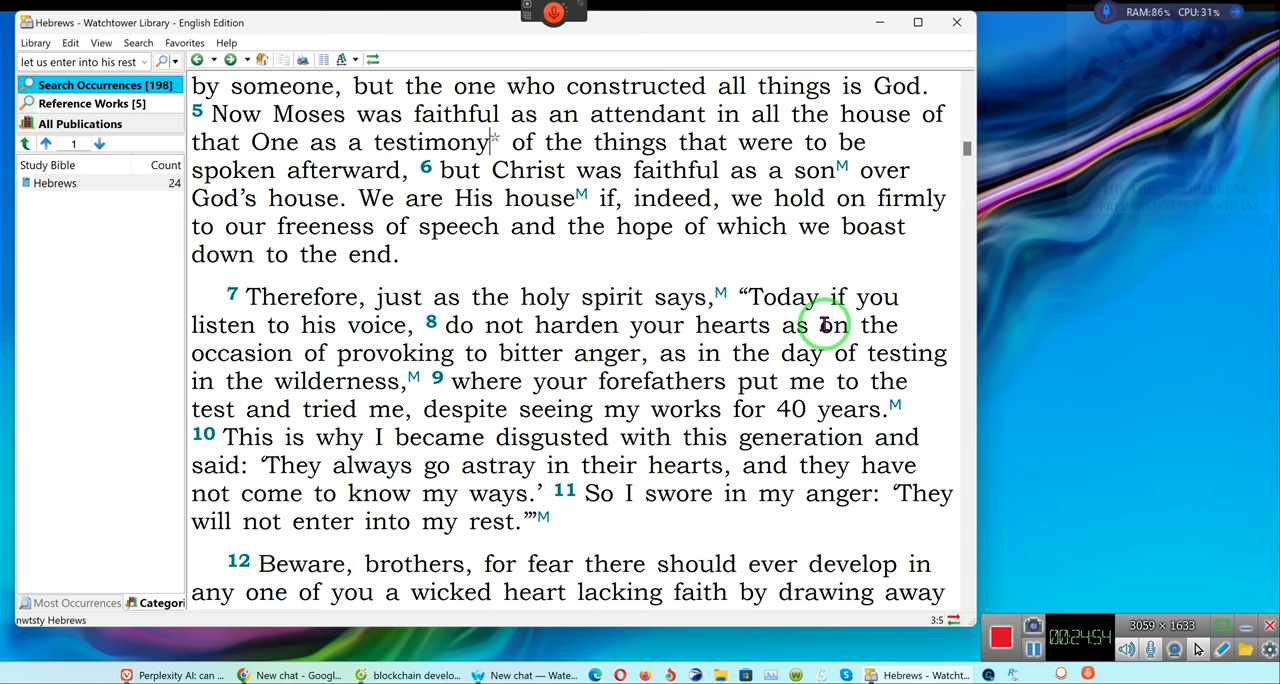 Hebrews - Watchtower Library - English Edition
RAM:86% CPU:31%
Library Edit View Search Favorites Help
let us enter into his rest
Search Occurrences [198]
Reference Works [5]
All Publications
1
Study Bible Count
Hebrews 24
by someone, but the one who constructed all things is God.
5 Now Moses was faithful as an attendant in all the house of
that One as a testimony* of the things that were to be
spoken afterward, 6 but Christ was faithful as a sonM over
God’s house. We are His houseM if, indeed, we hold on firmly
to our freeness of speech and the hope of which we boast
down to the end.
7 Therefore, just as the holy spirit says,M “Today if you
listen to his voice, 8 do not harden your hearts as on the
occasion of provoking to bitter anger, as in the day of testing
in the wilderness,M 9 where your forefathers put me to the
test and tried me, despite seeing my works for 40 years.M
10 This is why I became disgusted with this generation and
said: ‘They always go astray in their hearts, and they have
not come to know my ways.’ 11 So I swore in my anger: ‘They
will not enter into my rest.’”M
12 Beware, brothers, for fear there should ever develop in
any one of you a wicked heart lacking faith by drawing away
Most Occurrences Categori
nwtsty Hebrews 3:5
3059 × 1633
00:24:54
Perplexity AI: can ... New chat - Googl... blockchain develo... New chat — Wate... Hebrews - Watcht...